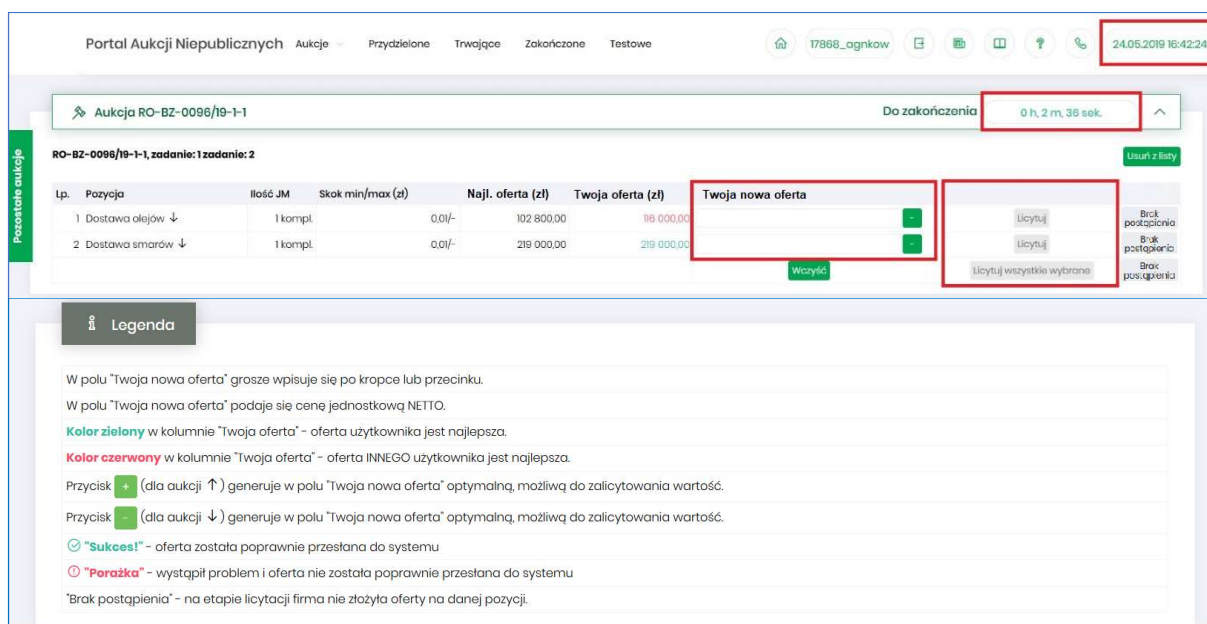 Portal Aukcji Niepublicznych Aukcje Przydzielone Trwające Zakończone Testowe 17868_agnkow 24.05.2019 16:42:24
Aukcja RO-BZ-0096/19-1-1 Do zakończenia 0 h, 2 m, 36 sek.
Pozostałe aukcje
RO-BZ-0096/19-1-1, zadanie: 1 zadanie: 2 Usuń z listy
Lp. Pozycja Ilość JM Skok min/max (zł) Najl. oferta (zł) Twoja oferta (zł) Twoja nowa oferta
1 Dostawa olejów ↓ 1 kompl. 0,01/- 102 800,00 116 000,00 - Licytuj Brak postąpienia
2 Dostawa smarów ↓ 1 kompl. 0,01/- 219 000,00 219 000,00 - Licytuj Brak postąpienia
Wczyść Licytuj wszystkie wybrane Brak postąpienia
Legenda
W polu "Twoja nowa oferta" grosze wpisuje się po kropce lub przecinku.
W polu "Twoja nowa oferta" podaje się cenę jednostkową NETTO.
Kolor zielony w kolumnie "Twoja oferta" - oferta użytkownika jest najlepsza.
Kolor czerwony w kolumnie "Twoja oferta" - oferta INNEGO użytkownika jest najlepsza.
Przycisk + (dla aukcji ↑) generuje w polu "Twoja nowa oferta" optymalną, możliwą do zalicytowania wartość.
Przycisk - (dla aukcji ↓) generuje w polu "Twoja nowa oferta" optymalną, możliwą do zalicytowania wartość.
"Sukces!" - oferta została poprawnie przesłana do systemu
"Porażka" - wystąpił problem i oferta nie została poprawnie przesłana do systemu
"Brak postąpienia" - na etapie licytacji firma nie złożyła oferty na danej pozycji.